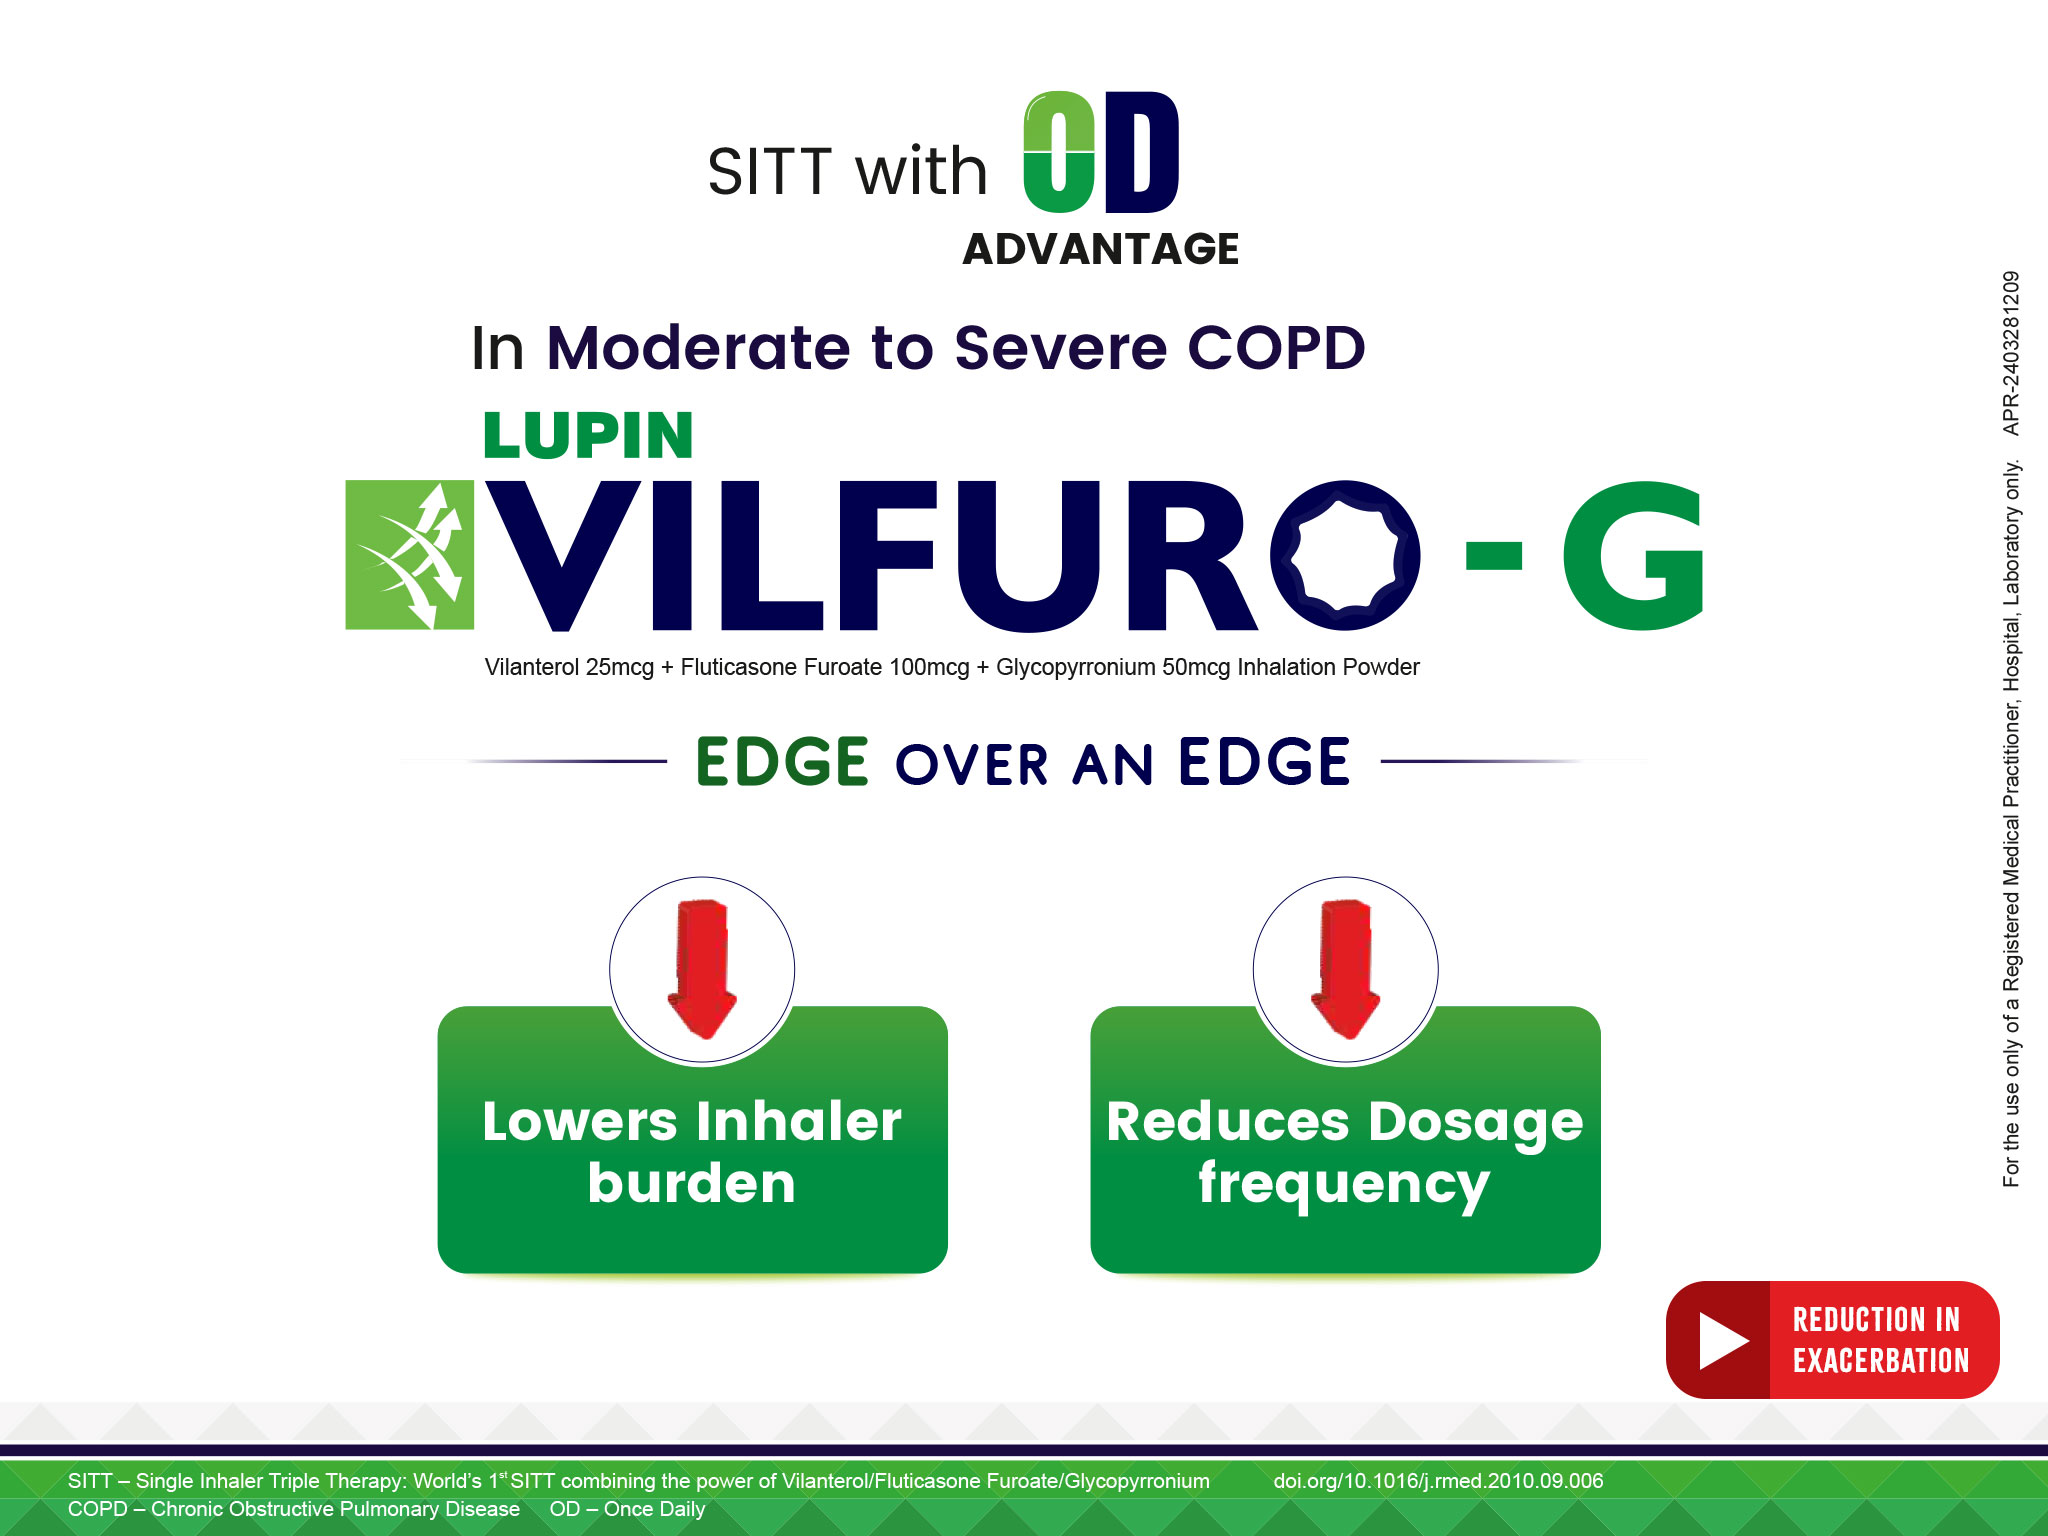 SITT with OD
ADVANTAGE
In Moderate to Severe COPD
LUPIN
VILFURO - G
Vilanterol 25mcg + Fluticasone Furoate 100mcg + Glycopyrronium 50mcg Inhalation Powder
EDGE OVER AN EDGE
Lowers Inhaler
burden
Reduces Dosage
frequency
REDUCTION IN
EXACERBATION
For the use only of a Registered Medical Practitioner, Hospital, Laboratory only. APR-2403281209
SITT – Single Inhaler Triple Therapy: World's 1st SITT combining the power of Vilanterol/Fluticasone Furoate/Glycopyrronium doi.org/10.1016/j.rmed.2010.09.006
COPD – Chronic Obstructive Pulmonary Disease OD – Once Daily